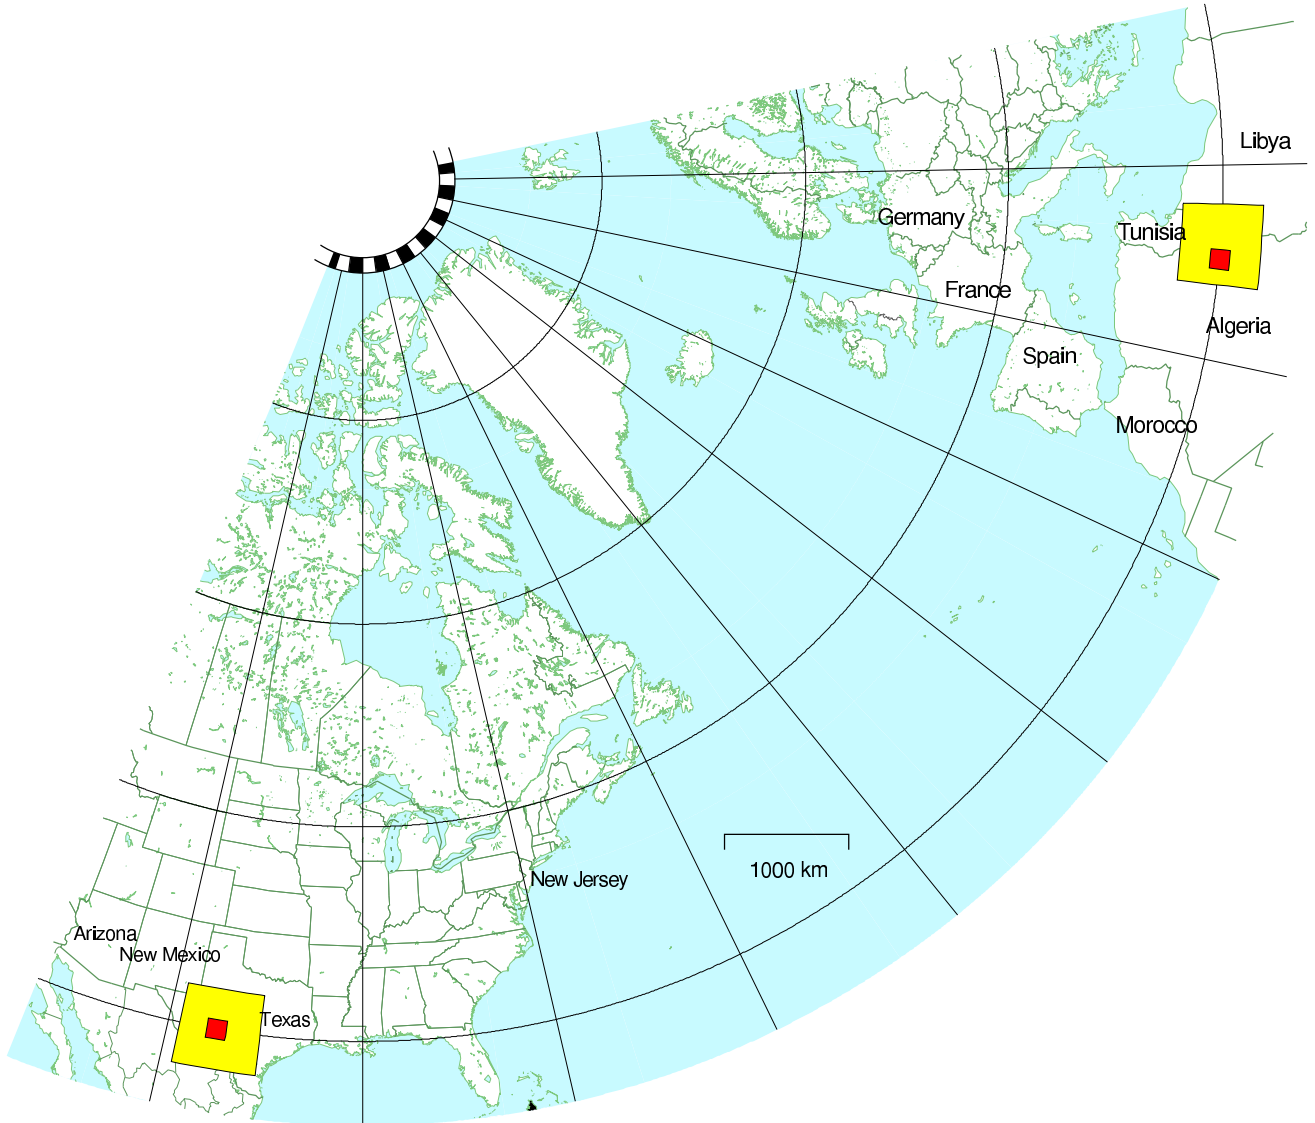 Libya
Germany
Tunisia
France
Algeria
Spain
Morocco
1000 km
New Jersey
Arizona
New Mexico
Texas